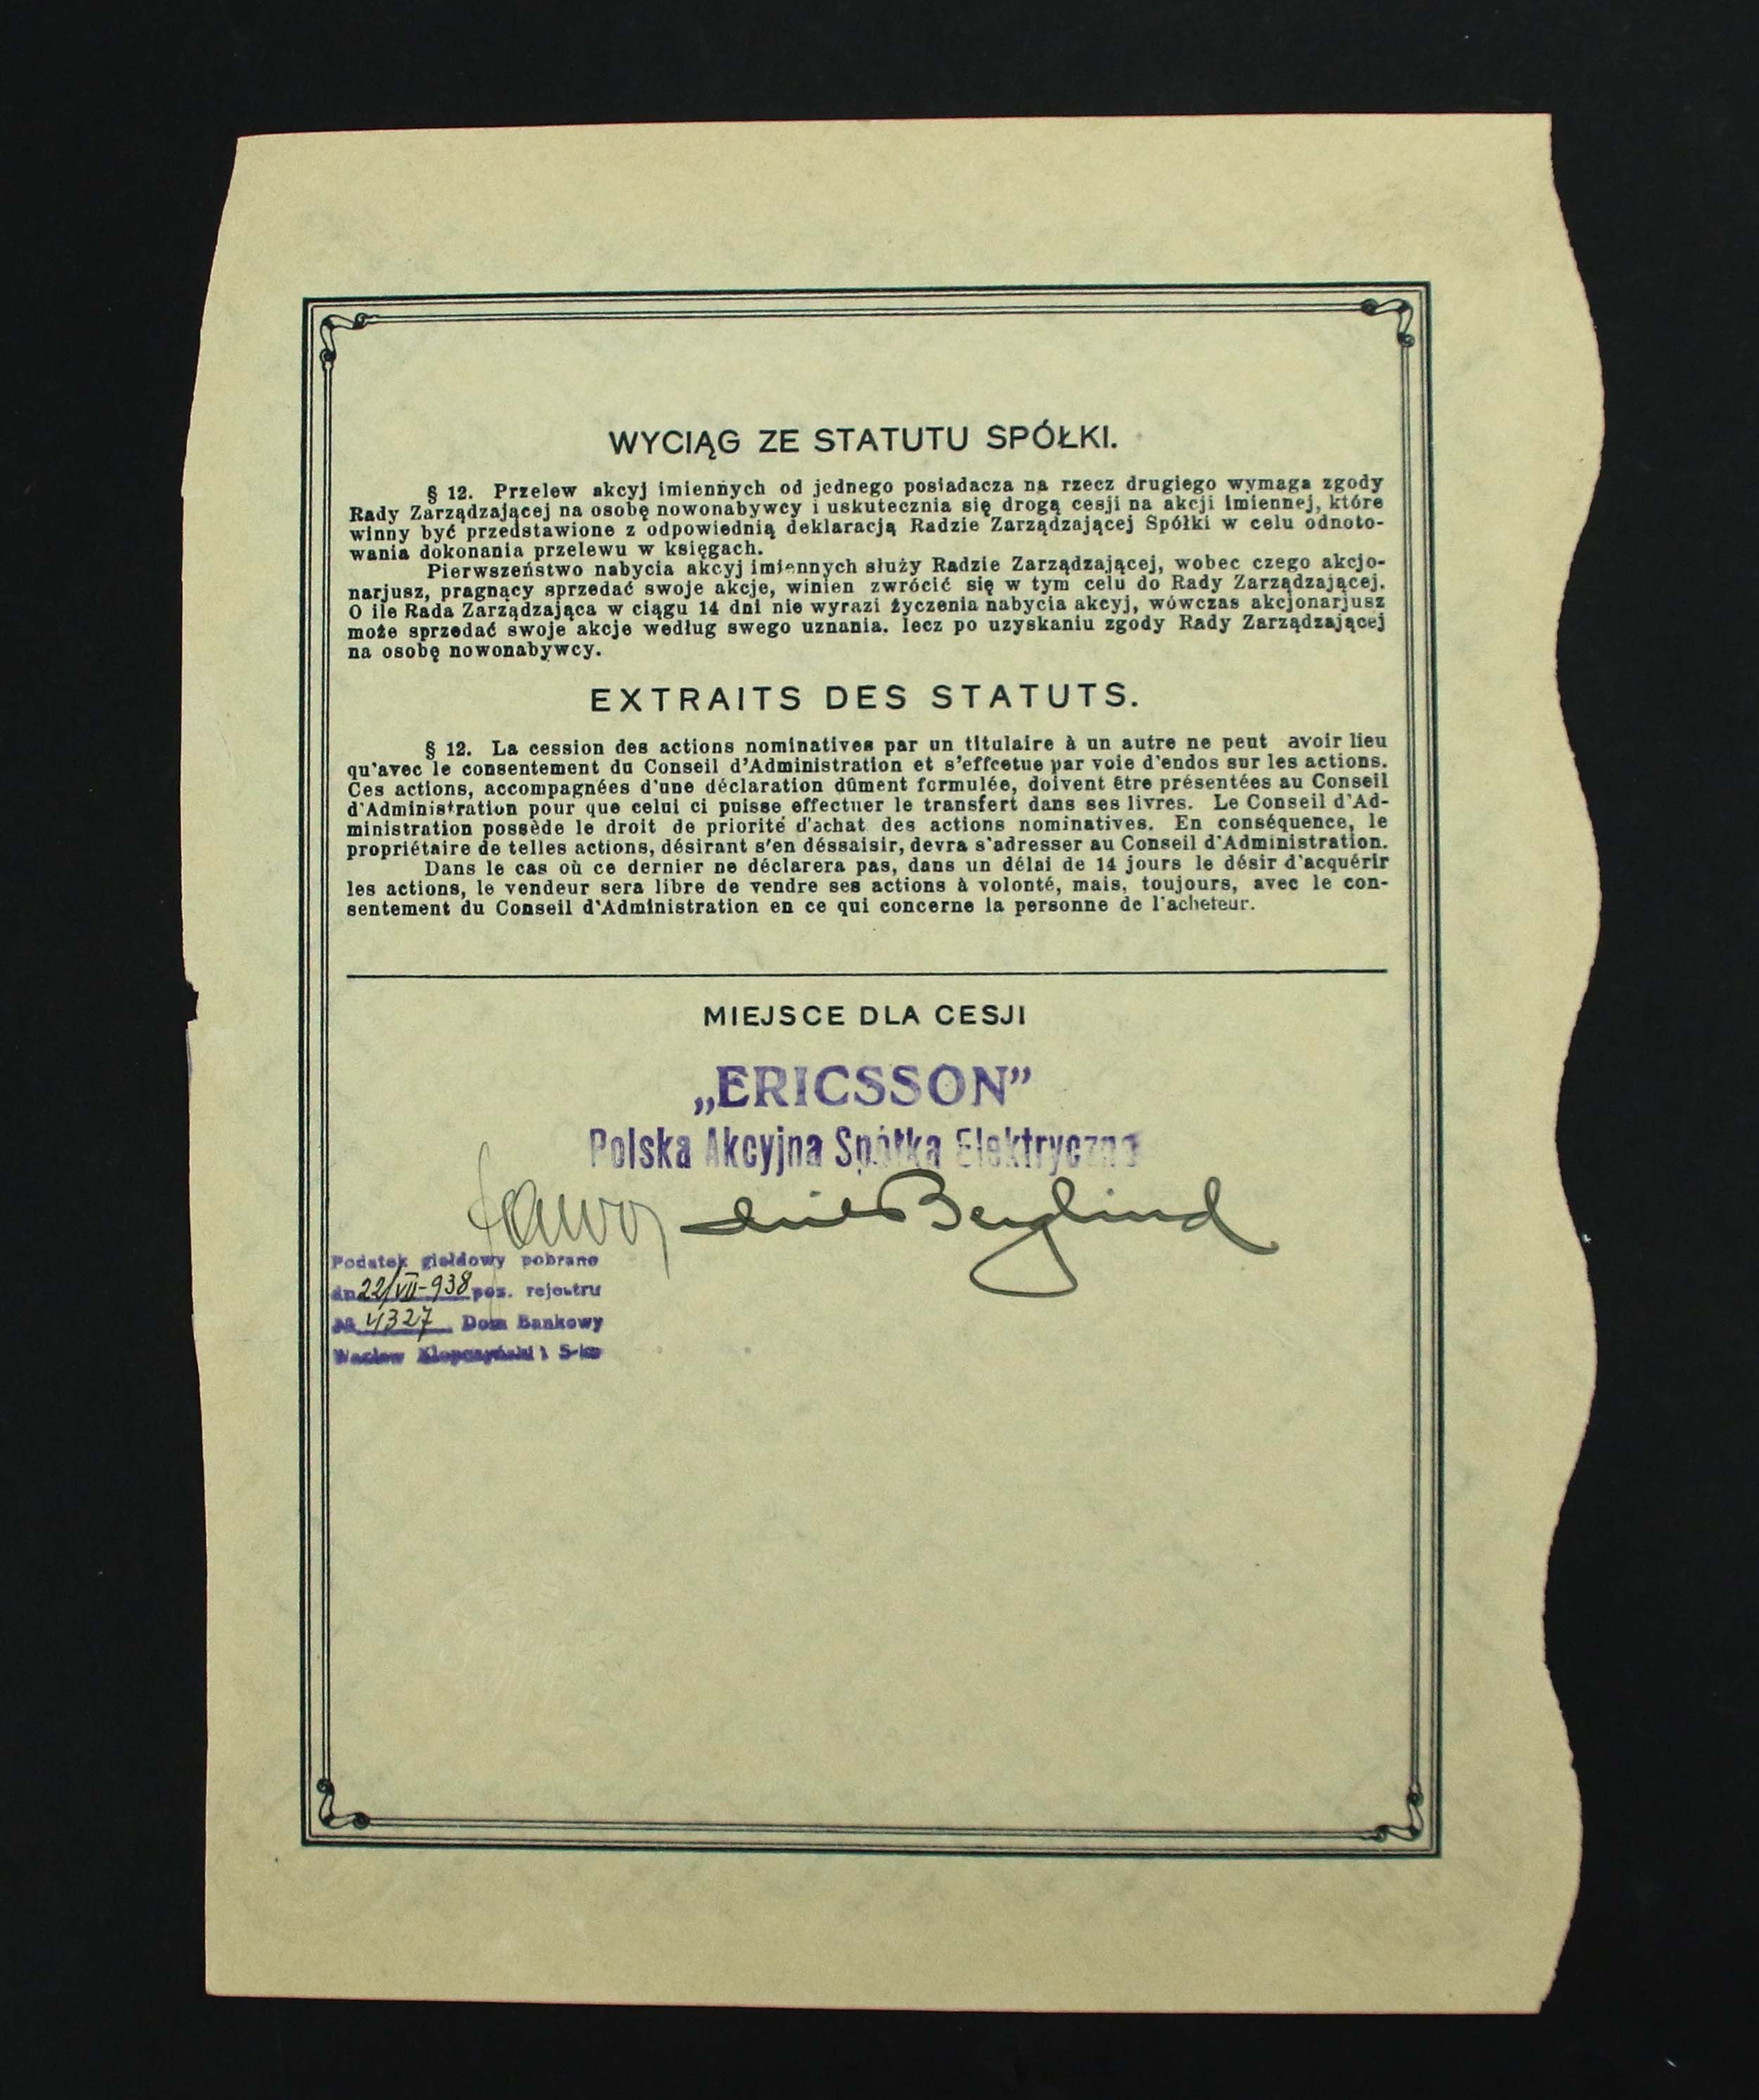 WYCIĄG ZE STATUTU SPÓŁKI.
§ 12. Przelew akcyj imiennych od jednego posiadacza na rzecz drugiego wymaga zgody
Rady Zarządzającej na osobę nowonabywcy i uskutecznia się drogą cesji na akcji imiennej, które
winny być przedstawione z odpowiednią deklaracją Radzie Zarządzającej Spółki w celu odnoto-
wania dokonania przelewu w księgach.
Pierwszeństwo nabycia akcyj imiennych służy Radzie Zarządzającej, wobec czego akcjo-
narjusz, pragnący sprzedać swoje akcje, winien zwrócić się w tym celu do Rady Zarządzającej.
O ile Rada Zarządzająca w ciągu 14 dni nie wyrazi życzenia nabycia akcyj, wówczas akcjonarjusz
może sprzedać swoje akcje według swego uznania. lecz po uzyskaniu zgody Rady Zarządzającej
na osobę nowonabywcy.
EXTRAITS DES STATUTS.
§ 12. La cession des actions nominatives par un titulaire à un autre ne peut avoir lieu
qu'avec le consentement du Conseil d'Administration et s'effcetue par voie d'endos sur les actions.
Ces actions, accompagnées d'une déclaration dûment formulée, doivent être présentées au Conseil
d'Administration pour que celui ci puisse effectuer le transfert dans ses livres. Le Conseil d'Ad-
ministration possède le droit de priorité d'achat des actions nominatives. En conséquence, le
propriétaire de telles actions, désirant s'en déssaisir, devra s'adresser au Conseil d'Administration.
Dans le cas où ce dernier ne déclarera pas, dans un délai de 14 jours le désir d'acquérir
les actions, le vendeur sera libre de vendre ses actions à volonté, mais, toujours, avec le con-
sentement du Conseil d'Administration en ce qui concerne la personne de l'acheteur.
MIEJSCE DLA CESJI
„ERICSSON”
Polska Akcyjna Spółka Elektryczna
Berglind
Podatek giełdowy pobrano
dn 22/VII-938 poz. rejestru
№ 4327 Dom Bankowy
Wacław Klopczyński i S-ka